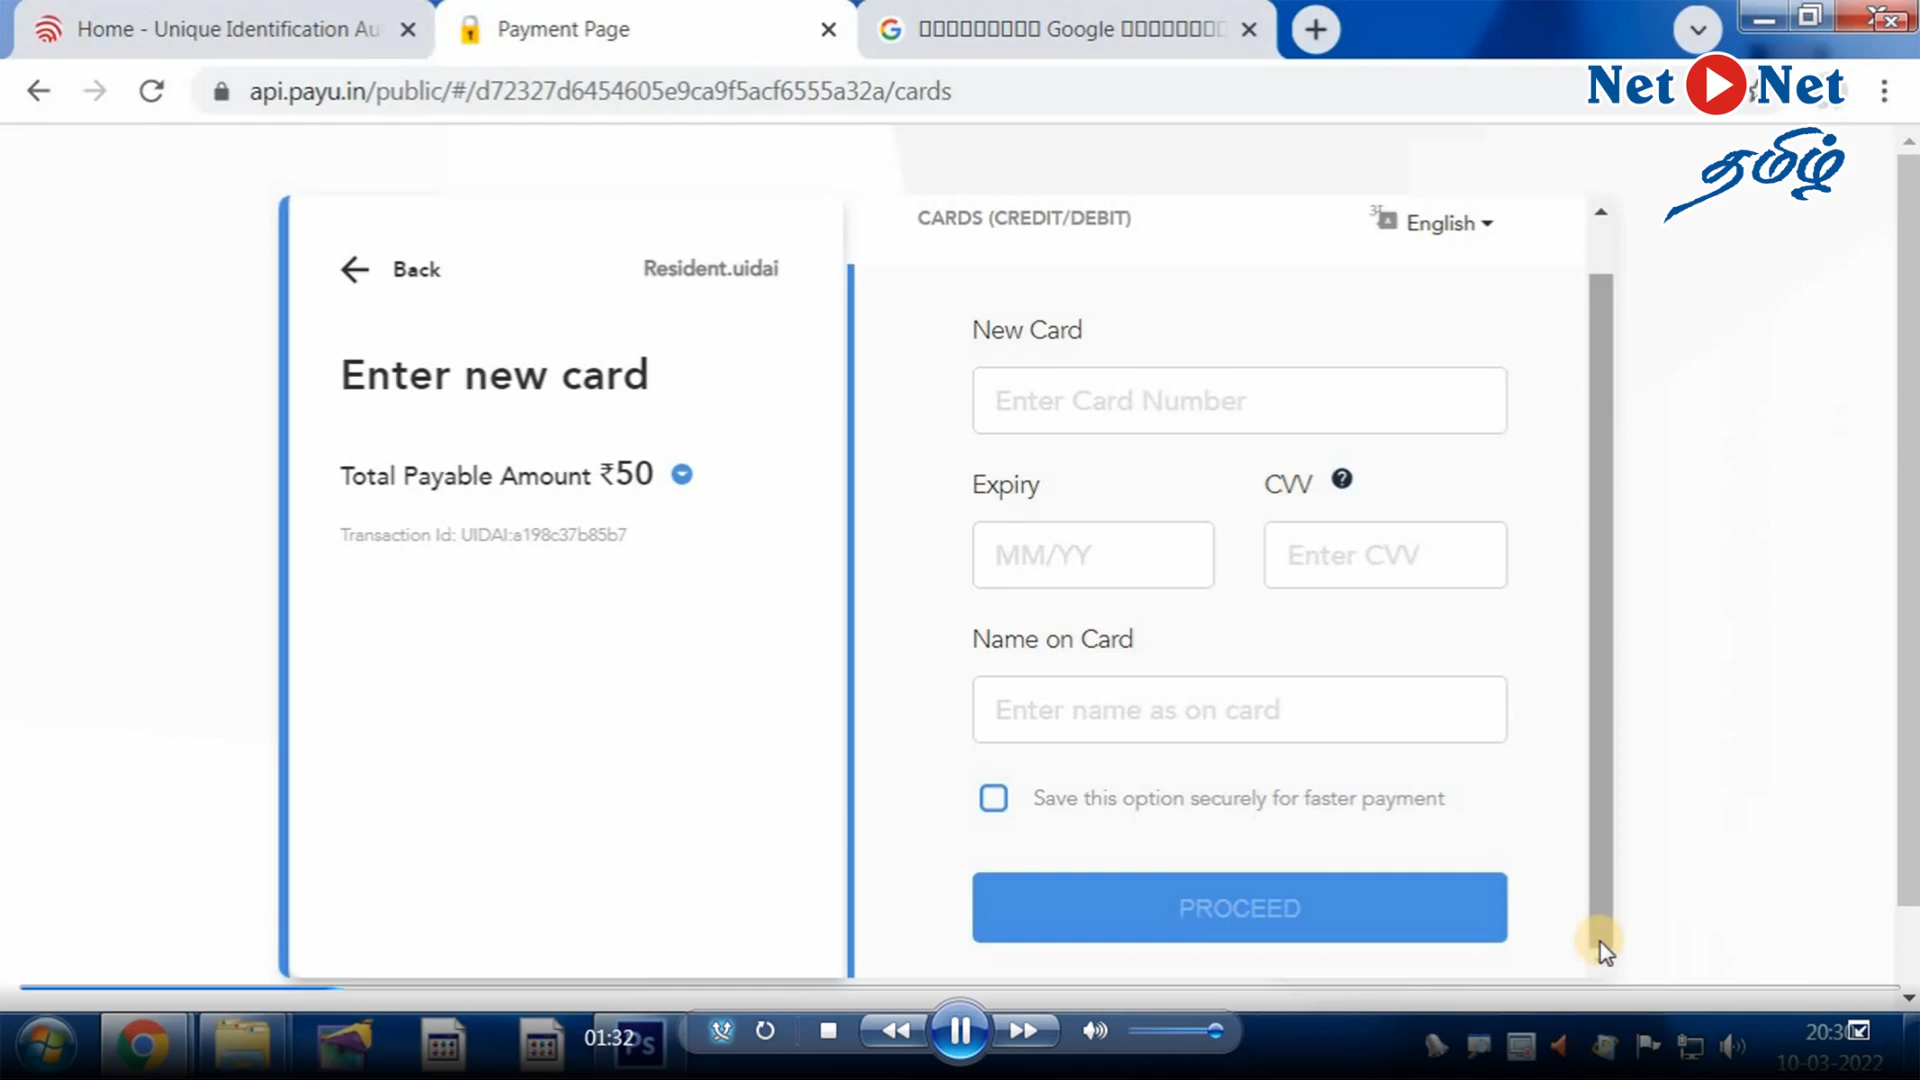 Home - Unique Identification Au
Payment Page
Google
api.payu.in/public/#/d72327d6454605e9ca9f5acf6555a32a/cards
Net Net
தமிழ்
CARDS (CREDIT/DEBIT)
English
Back
Resident.uidai
Enter new card
Total Payable Amount ₹50
Transaction Id: UIDAI:a198c37b85b7
New Card
Enter Card Number
Expiry
CVV
MM/YY
Enter CVV
Name on Card
Enter name as on card
Save this option securely for faster payment
PROCEED
01:32
Ps
20:30
10-03-2022